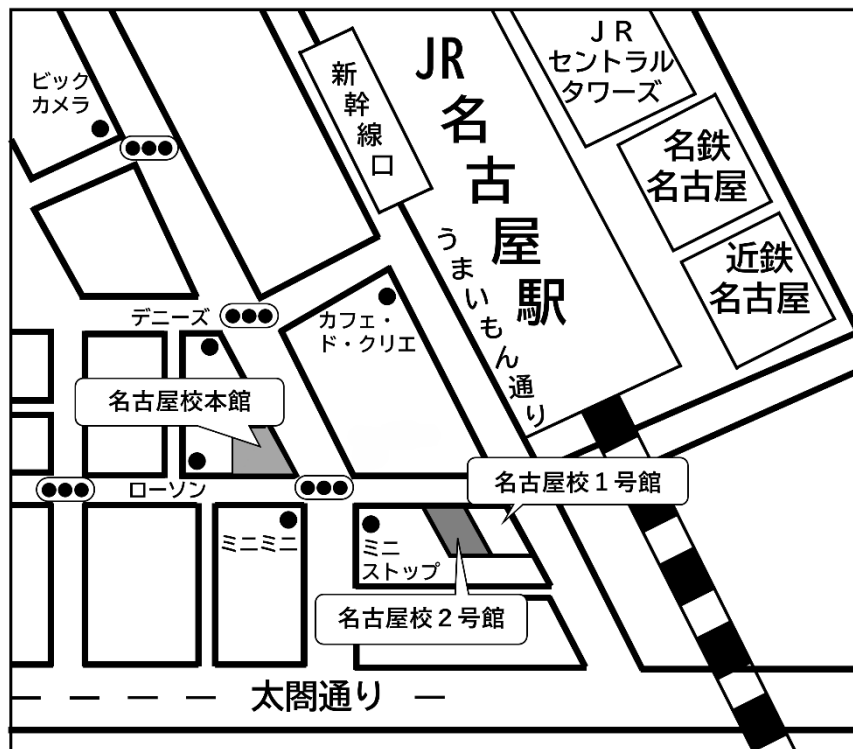 ビック
カメラ
新幹線口
JR名古屋駅
ＪＲ
セントラル
タワーズ
名鉄
名古屋
近鉄
名古屋
うまいもん通り
デニーズ
カフェ・
ド・クリエ
名古屋校本館
ローソン
名古屋校１号館
ミニミニ
ミニ
ストップ
名古屋校２号館
太閤通り